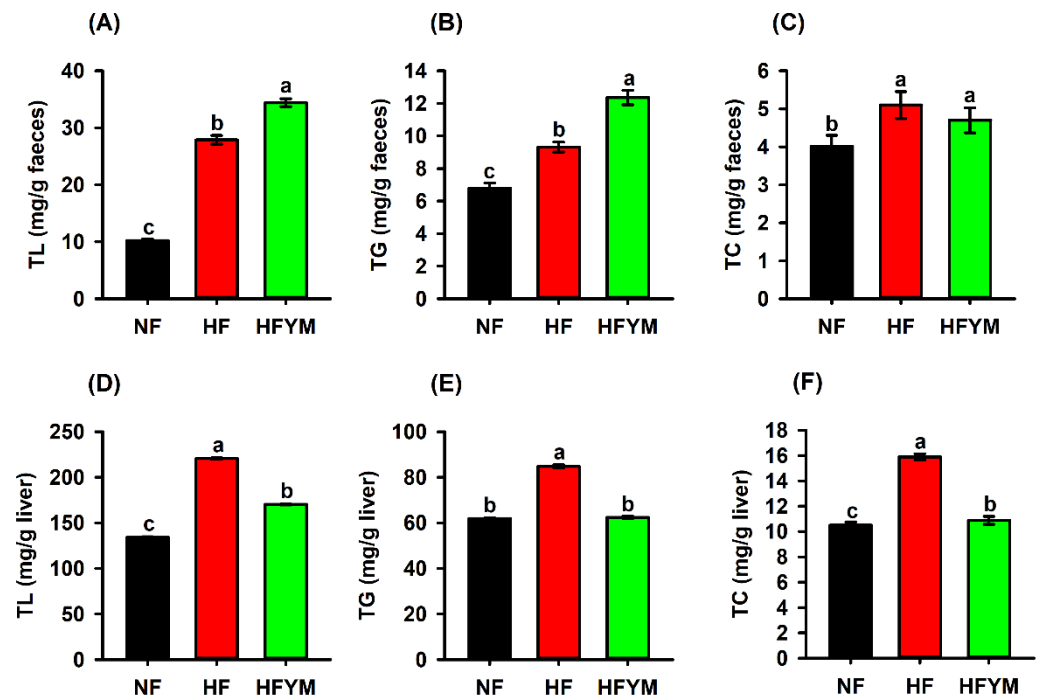 (A)
TL (mg/g faeces)
40
30
20
10
0
c
b
a
NF HF HFYM
(B)
TG (mg/g faeces)
14
12
10
8
6
4
2
0
c
b
a
NF HF HFYM
(C)
TC (mg/g faeces)
6
5
4
3
2
1
0
b
a
a
NF HF HFYM
(D)
TL (mg/g liver)
250
200
150
100
50
0
c
a
b
NF HF HFYM
(E)
TG (mg/g liver)
100
80
60
40
20
0
b
a
b
NF HF HFYM
(F)
TC (mg/g liver)
18
16
14
12
10
8
6
4
2
0
c
a
b
NF HF HFYM